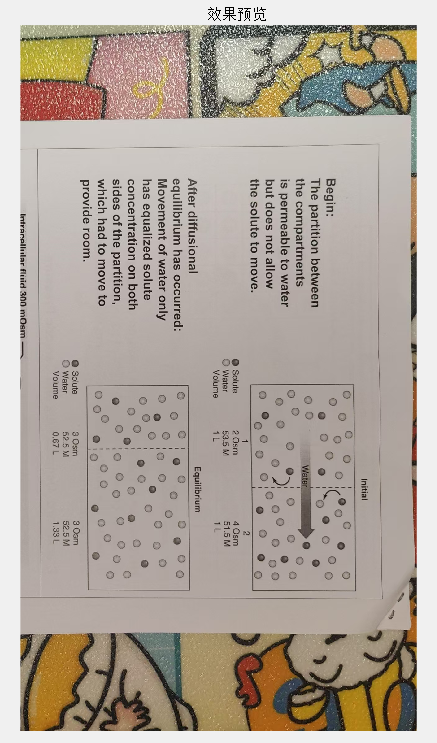 效果预览
Begin:
The partition between
the compartments
is permeable to water
but does not allow
the solute to move.
Initial
Water
1 2
Solute 2 Osm 4 Osm
Water 53.5 M 51.5 M
Volume 1 L 1 L
After diffusional
equilibrium has occurred:
Movement of water only
has equalized solute
concentration on both
sides of the partition,
which had to move to
provide room.
Equilibrium
Solute 3 Osm 3 Osm
Water 52.5 M 52.5 M
Volume 0.67 L 1.33 L
Intracellular fluid 300 mOsm